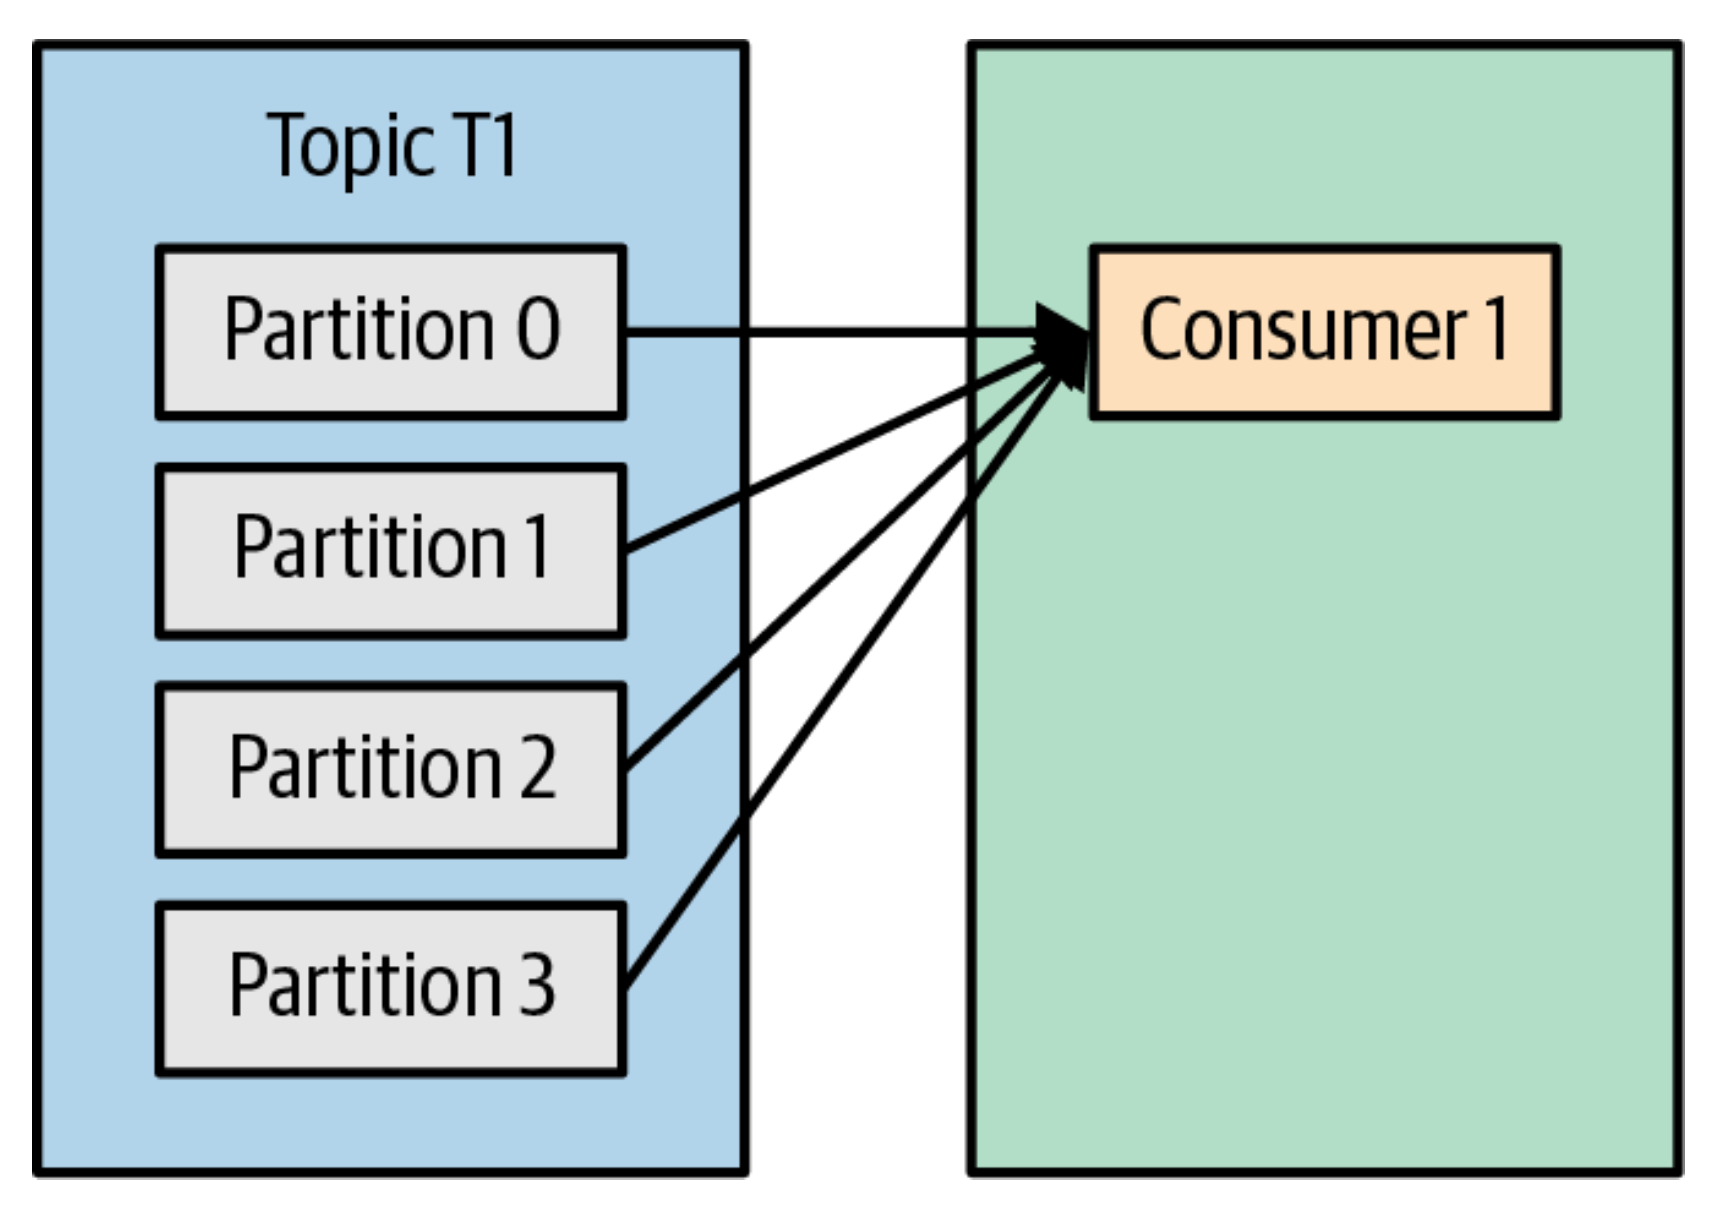 Topic T1
Partition 0
Consumer 1
Partition 1
Partition 2
Partition 3